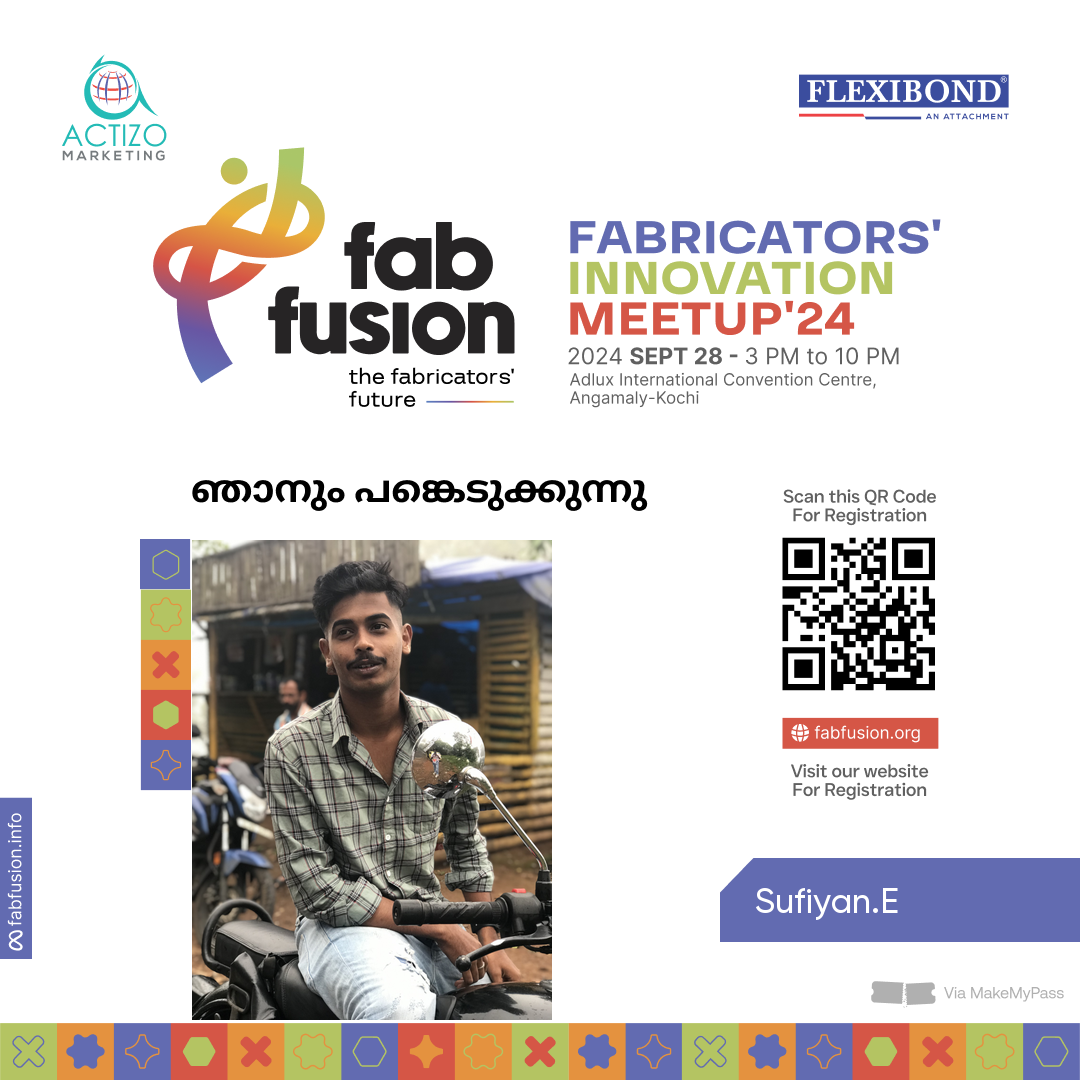 ACTIZO
MARKETING
FLEXIBOND®
AN ATTACHMENT
fab
fusion
the fabricators'
future
FABRICATORS'
INNOVATION
MEETUP'24
2024 SEPT 28 - 3 PM to 10 PM
Adlux International Convention Centre,
Angamaly-Kochi
ഞാനും പങ്കെടുക്കുന്നു
Scan this QR Code
For Registration
fabfusion.org
Visit our website
For Registration
fabfusion.info
Sufiyan.E
Via MakeMyPass